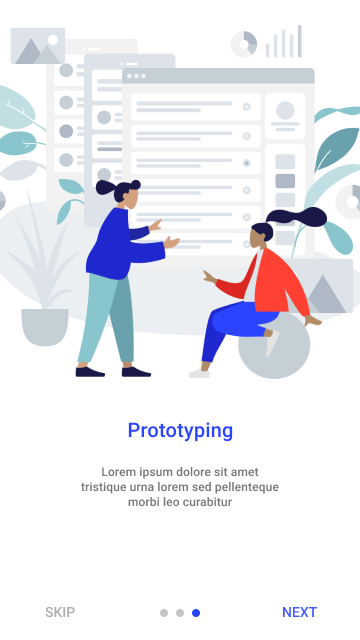 Prototyping
Lorem ipsum dolore sit amet
tristique urna lorem sed pellenteque
morbi leo curabitur
SKIP
NEXT